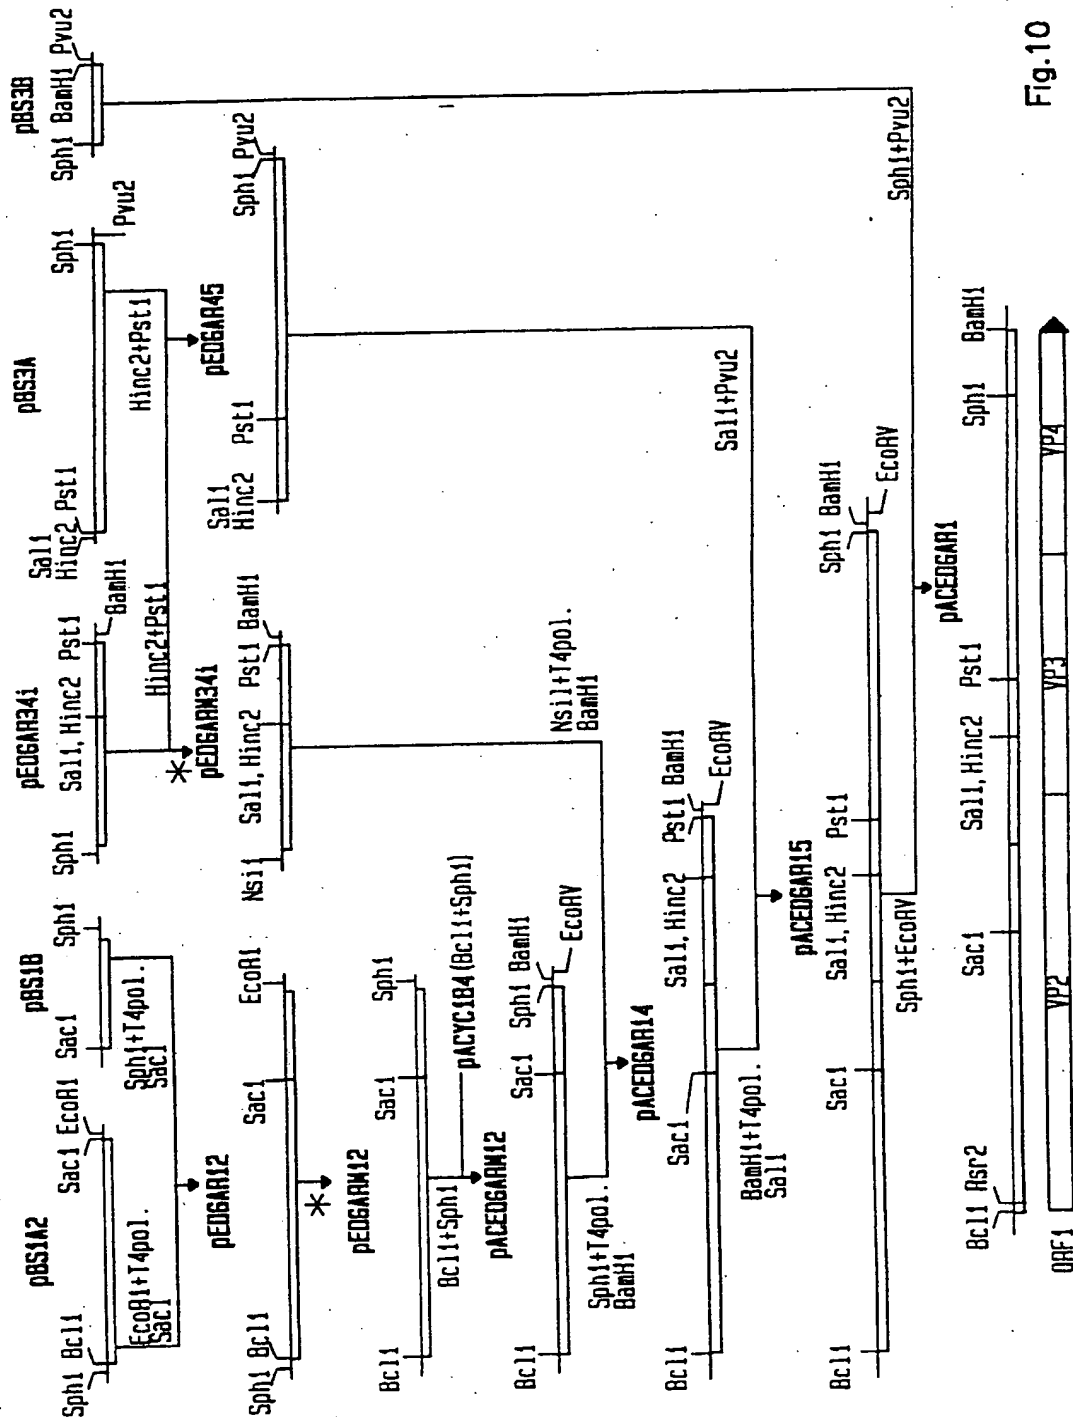 pBS1A2
pBS1B
pEDGAR34i
pBS3A
pBS3B
Sph1 Bcl1
Sac1 EcoR1
Sac1
Sph1
Sph1
Sal1, Hinc2 Pst1
BamH1
Sal1
Hinc2 Pst1
Sph1
Pvu2
Sph1 BamH1 Pvu2
EcoR1+T4pol.
Sac1
Sph1+T4pol.
Sac1
Hinc2+Pst1
Hinc2+Pst1
pEDGAR12
*
pEDGARM34i
pEDGAR45
Sph1 Bcl1
Sac1
EcoR1
Nsi1
Sal1, Hinc2
Pst1 BamH1
Sal1
Hinc2
Pst1
Sph1 Pvu2
*
pEDGARM12
Bcl1
Sac1
Sph1
Bcl1+Sph1
pACYC184(Bcl1+Sph1)
pACEDGARM12
Bcl1
Sac1
Sph1 BamH1
EcoRV
Nsi1+T4pol.
BamH1
Sph1+T4pol.
BamH1
pACEDGAR14
Bcl1
Sac1
Sal1, Hinc2
Pst1 BamH1
EcoRV
Sal1+Pvu2
BamH1+T4pol.
Sal1
pACEDGAR15
Bcl1
Sac1
Sal1, Hinc2
Pst1
Sph1 BamH1
EcoRV
Sph1+Pvu2
Sph1+EcoRV
pACEDGAR1
Bcl1 Rsr2
Sac1
Sal1, Hinc2
Pst1
Sph1
BamH1
ORF1
VP2
VP3
VP4
Fig.10